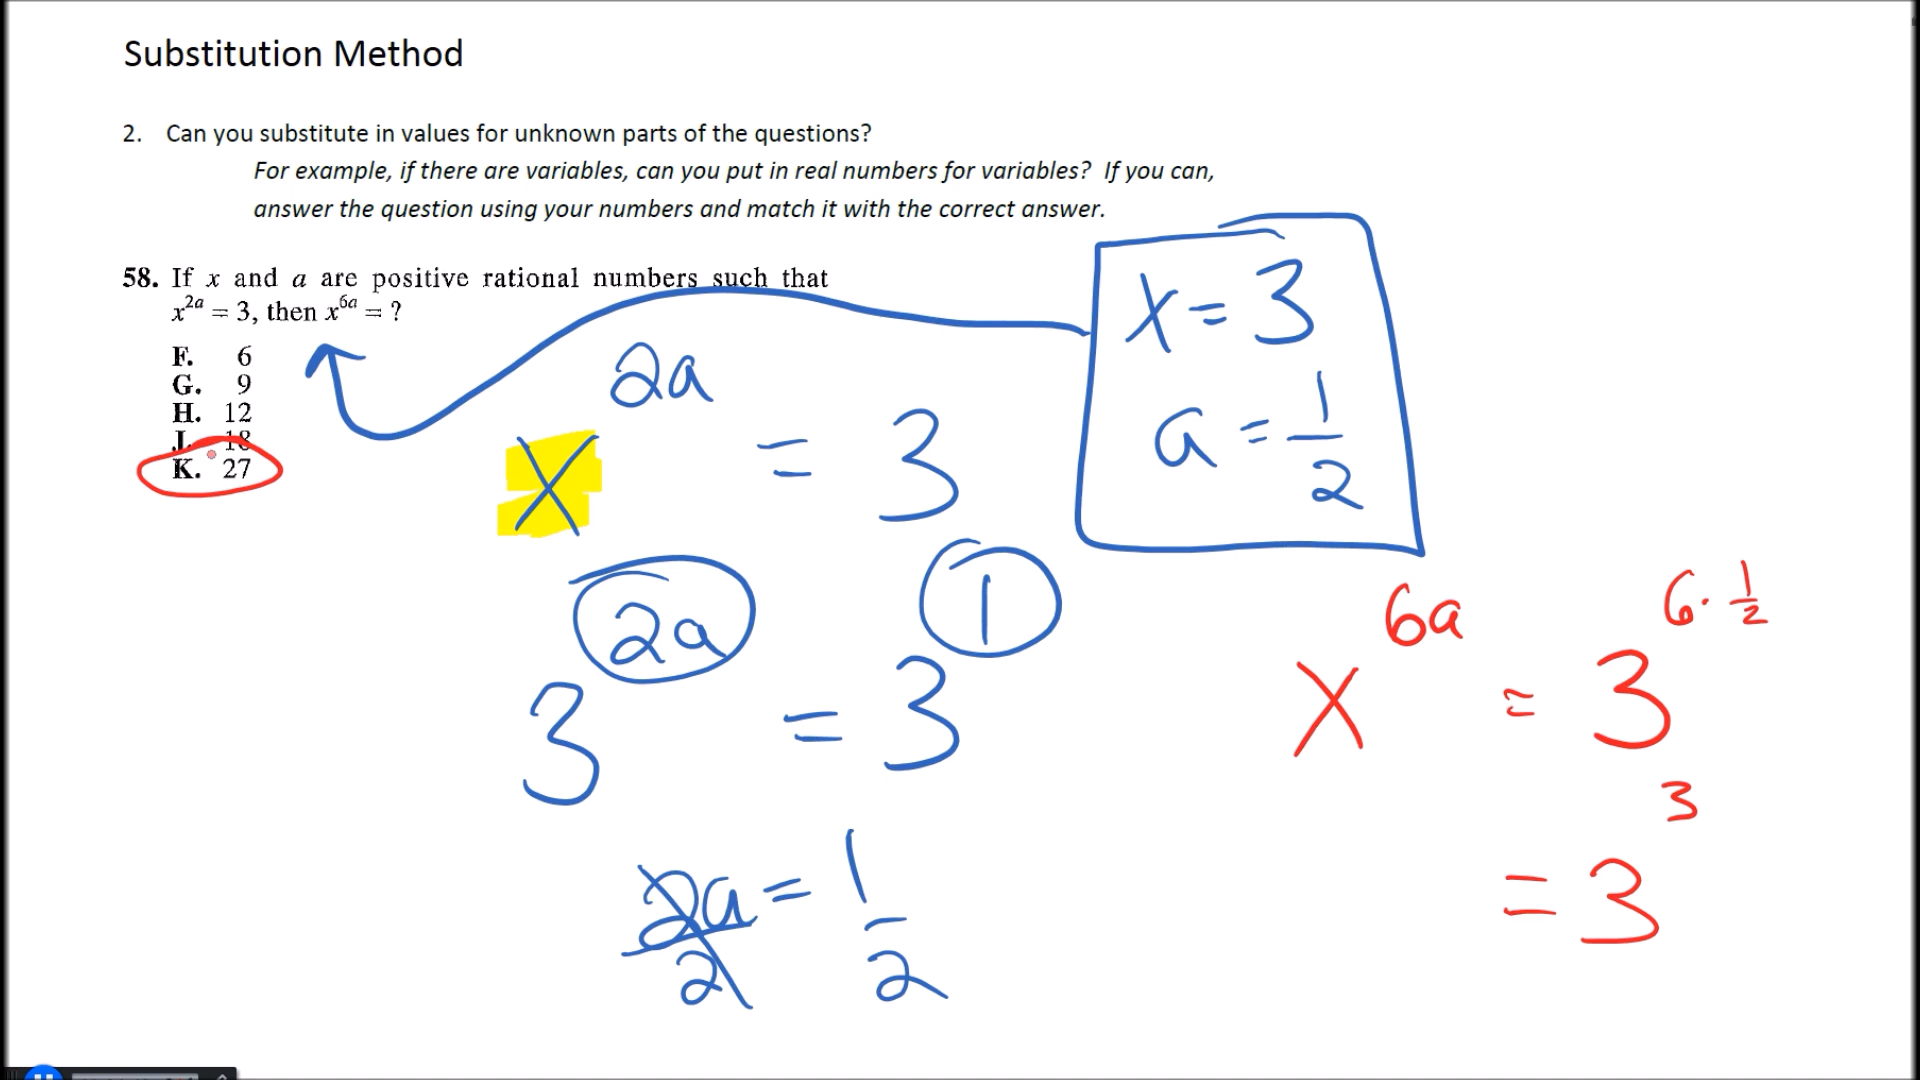 Substitution Method
2. Can you substitute in values for unknown parts of the questions?
For example, if there are variables, can you put in real numbers for variables? If you can,
answer the question using your numbers and match it with the correct answer.
58. If x and a are positive rational numbers such that
x^2a = 3, then x^6a = ?
F. 6
G. 9
H. 12
J. 18
K. 27
x^2a = 3
3^2a = 3^1
2a/2 = 1/2
x = 3
a = 1/2
x^6a = 3^6·1/2
= 3^3